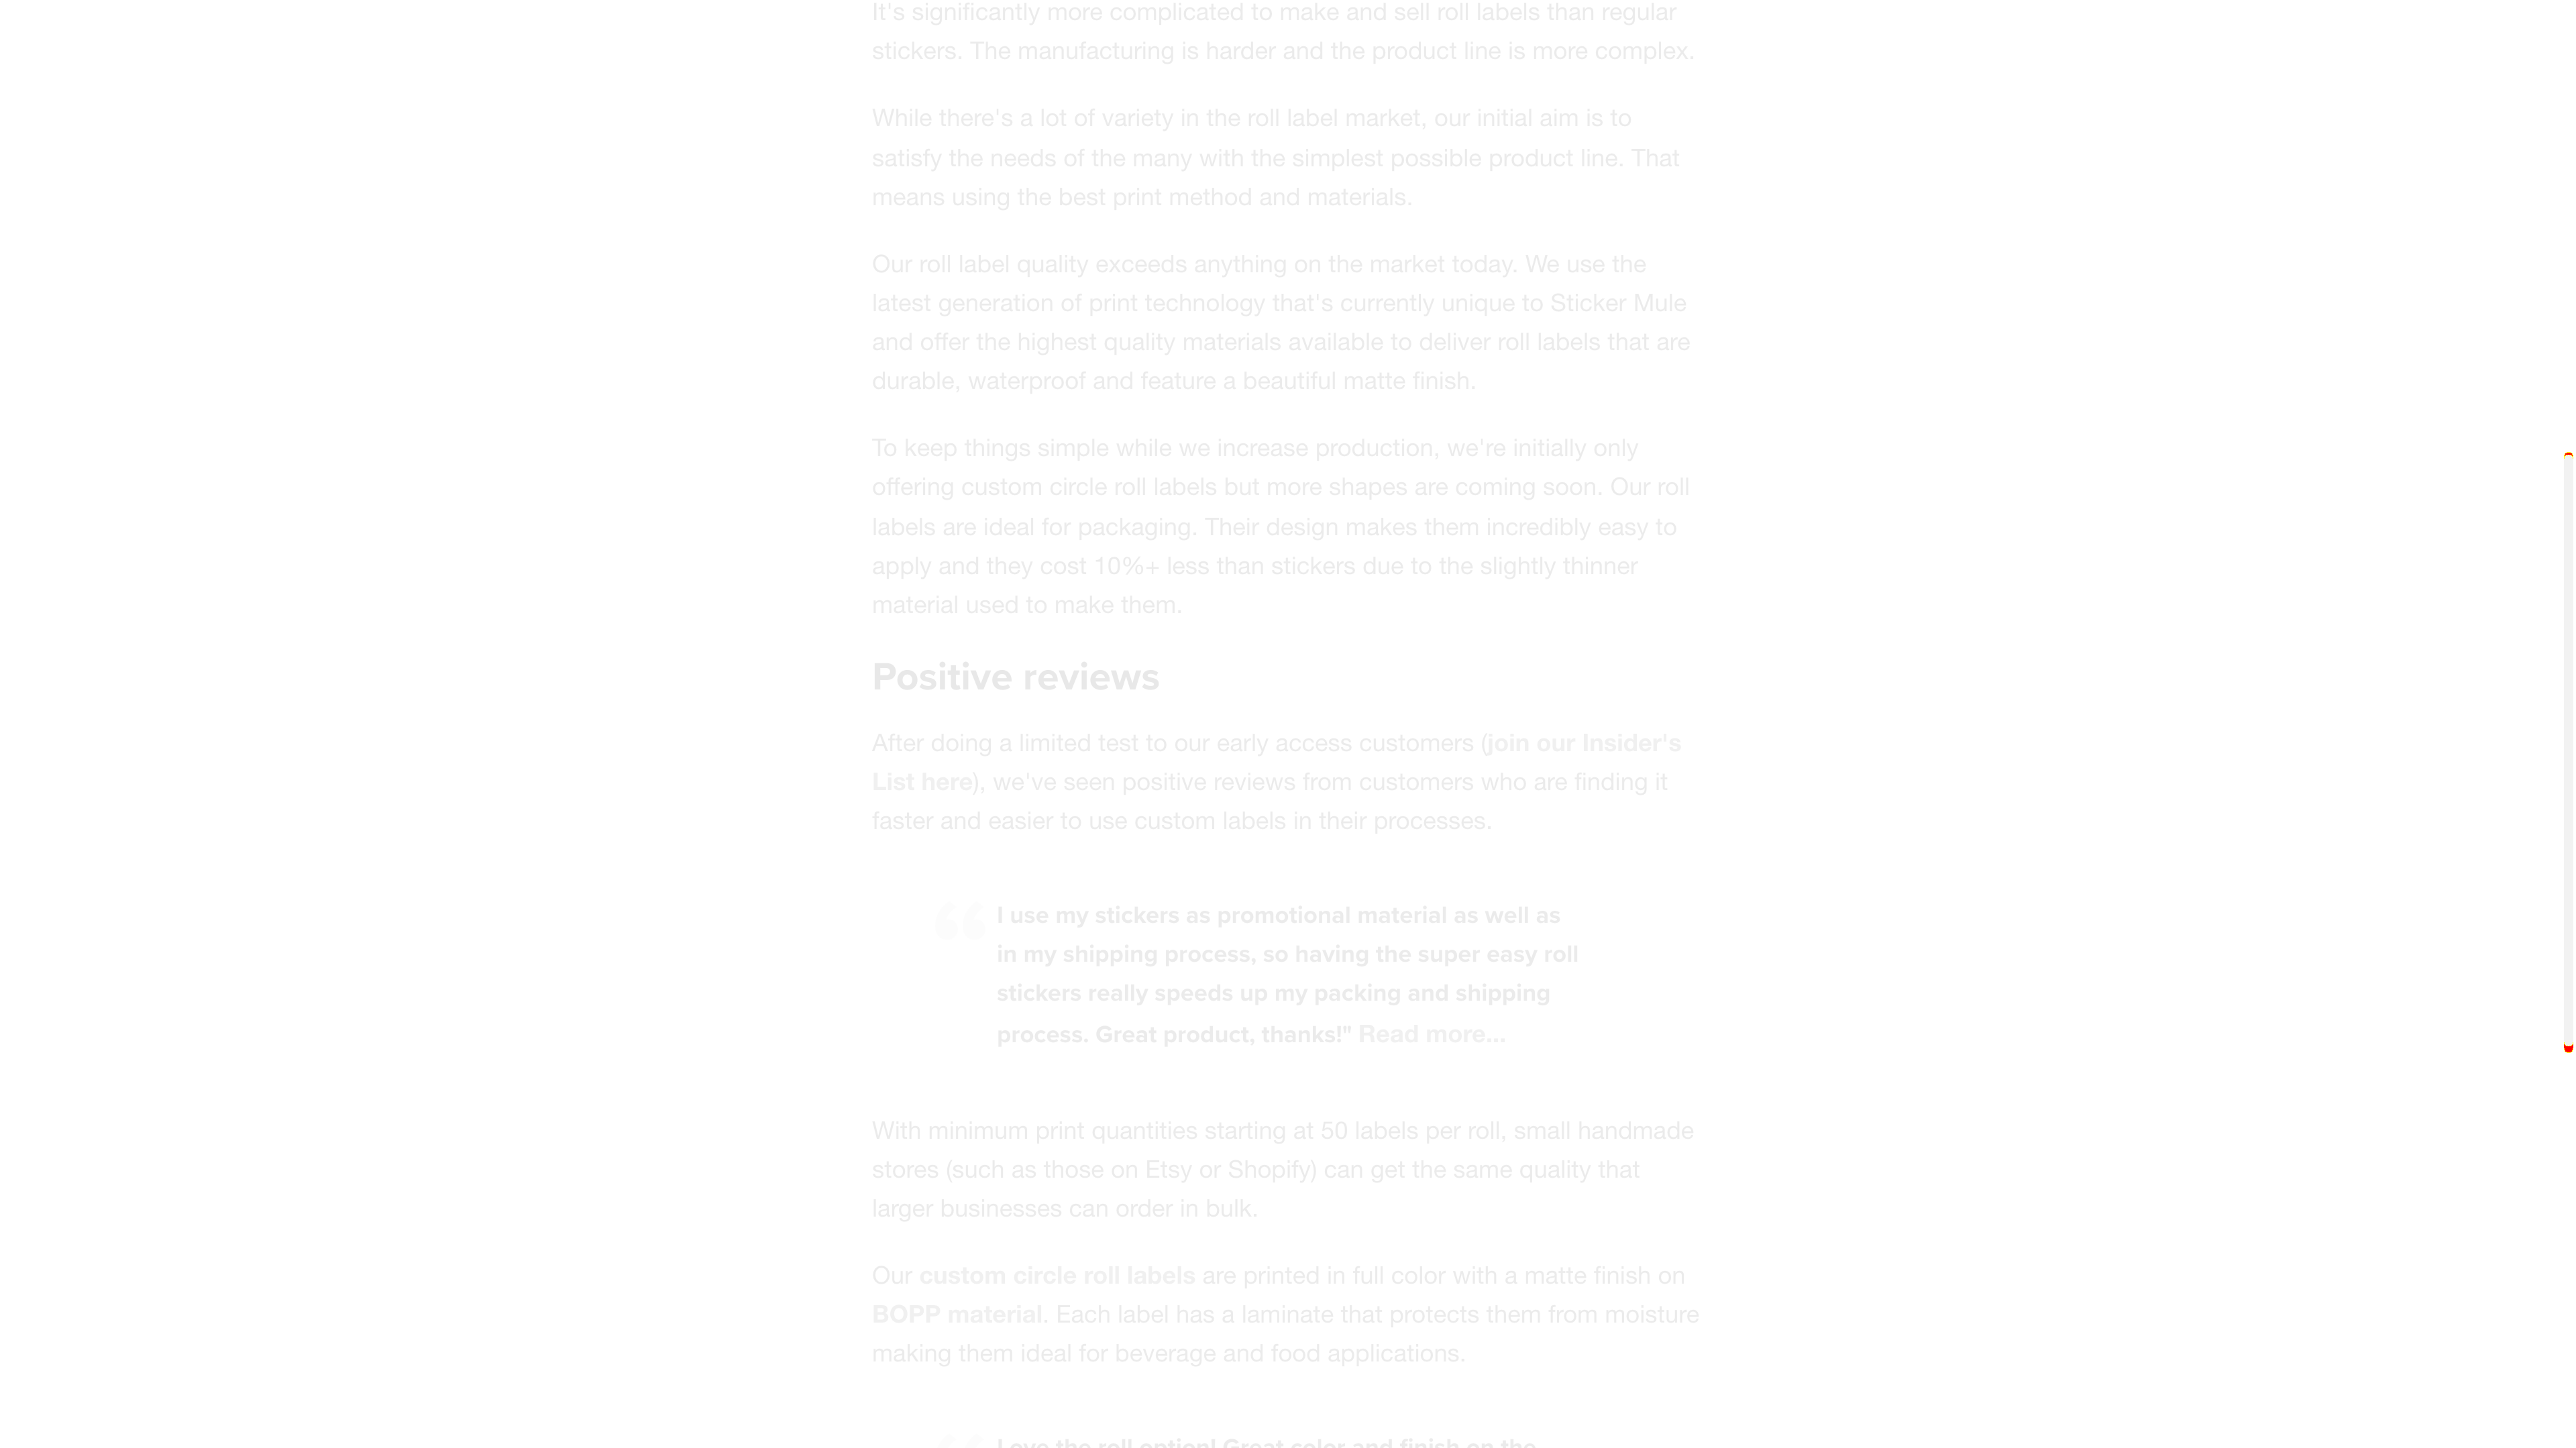 It's significantly more complicated to make and sell roll labels than regular
stickers. The manufacturing is harder and the product line is more complex.
While there's a lot of variety in the roll label market, our initial aim is to
satisfy the needs of the many with the simplest possible product line. That
means using the best print method and materials.
Our roll label quality exceeds anything on the market today. We use the
latest generation of print technology that's currently unique to Sticker Mule
and offer the highest quality materials available to deliver roll labels that are
durable, waterproof and feature a beautiful matte finish.
To keep things simple while we increase production, we're initially only
offering custom circle roll labels but more shapes are coming soon. Our roll
labels are ideal for packaging. Their design makes them incredibly easy to
apply and they cost 10%+ less than stickers due to the slightly thinner
material used to make them.
Positive reviews
After doing a limited test to our early access customers (join our Insider's
List here), we've seen positive reviews from customers who are finding it
faster and easier to use custom labels in their processes.
“ I use my stickers as promotional material as well as
in my shipping process, so having the super easy roll
stickers really speeds up my packing and shipping
process. Great product, thanks!" Read more...
With minimum print quantities starting at 50 labels per roll, small handmade
stores (such as those on Etsy or Shopify) can get the same quality that
larger businesses can order in bulk.
Our custom circle roll labels are printed in full color with a matte finish on
BOPP material. Each label has a laminate that protects them from moisture
making them ideal for beverage and food applications.
“ Love the roll option! Great color and finish on the